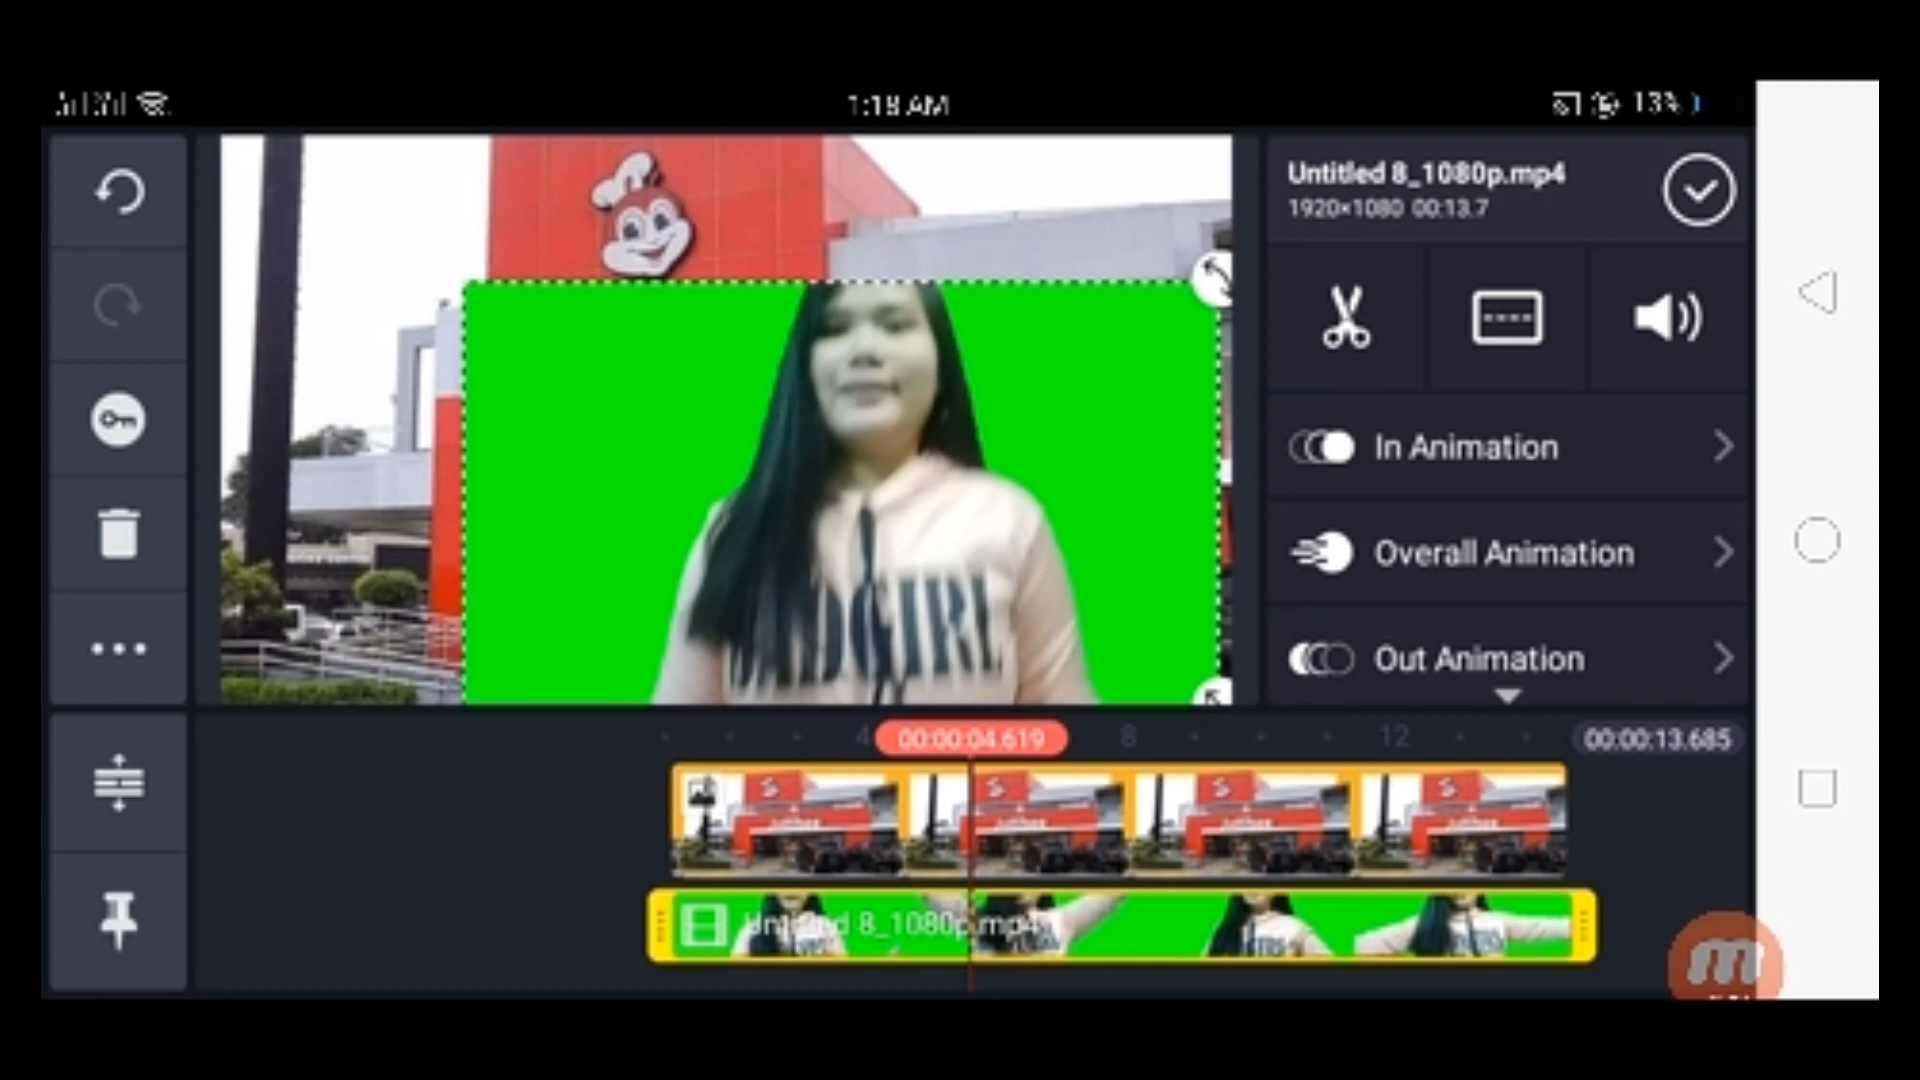 1:18 AM
13%
Untitled 8_1080p.mp4
1920×1080 00:13.7
In Animation
Overall Animation
Out Animation
4
00:00:04.619
8
12
00:00:13.685
Untitled 8_1080p.mp4